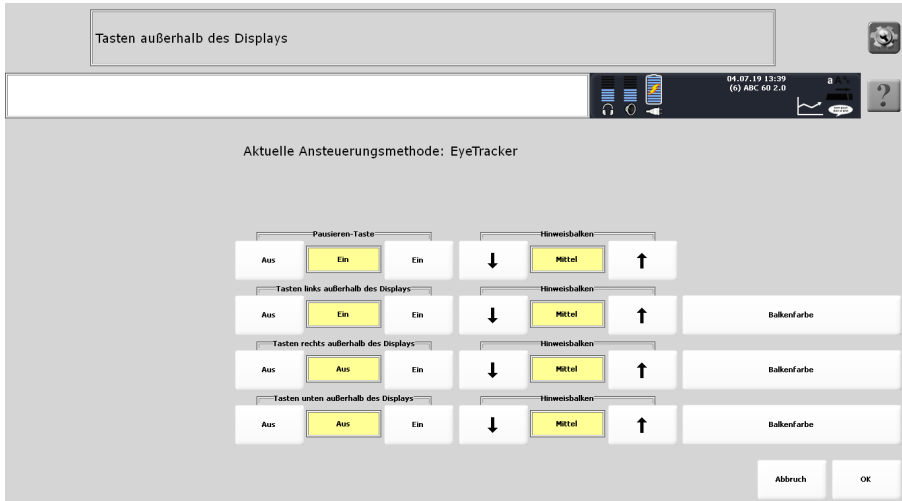 Tasten außerhalb des Displays
04.07.19 13:39
(6) ABC 60 2.0
a
?
Aktuelle Ansteuerungsmethode: EyeTracker
Pausieren-Taste Hinweisbalken
Aus Ein Ein ↓ Mittel ↑
Tasten links außerhalb des Displays Hinweisbalken
Aus Ein Ein ↓ Mittel ↑ Balkenfarbe
Tasten rechts außerhalb des Displays Hinweisbalken
Aus Aus Ein ↓ Mittel ↑ Balkenfarbe
Tasten unten außerhalb des Displays Hinweisbalken
Aus Aus Ein ↓ Mittel ↑ Balkenfarbe
Abbruch OK